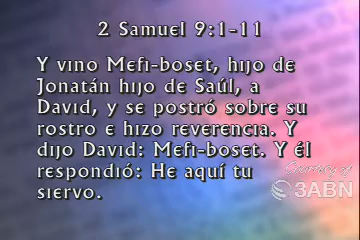 2 Samuel 9:1-11
Y vino Mefi-boset, hijo de
Jonatán hijo de Saúl, a
David, y se postró sobre su
rostro e hizo reverencia. Y
dijo David: Mefi-boset. Y él
respondió: He aquí tu
siervo.
Courtesy of
3ABN